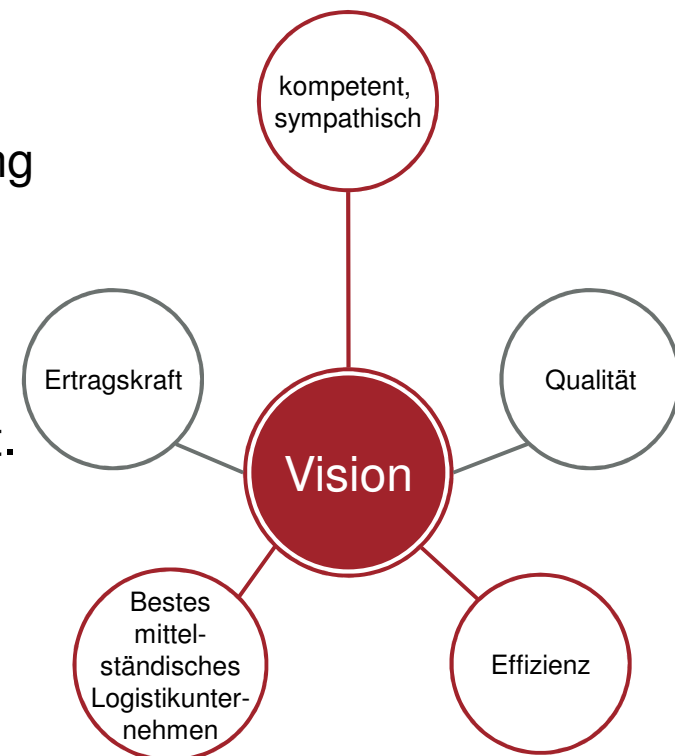 kompetent,
sympathisch
Ertragskraft
Qualität
Vision
Bestes
mittel-
ständisches
Logistikunter-
nehmen
Effizienz